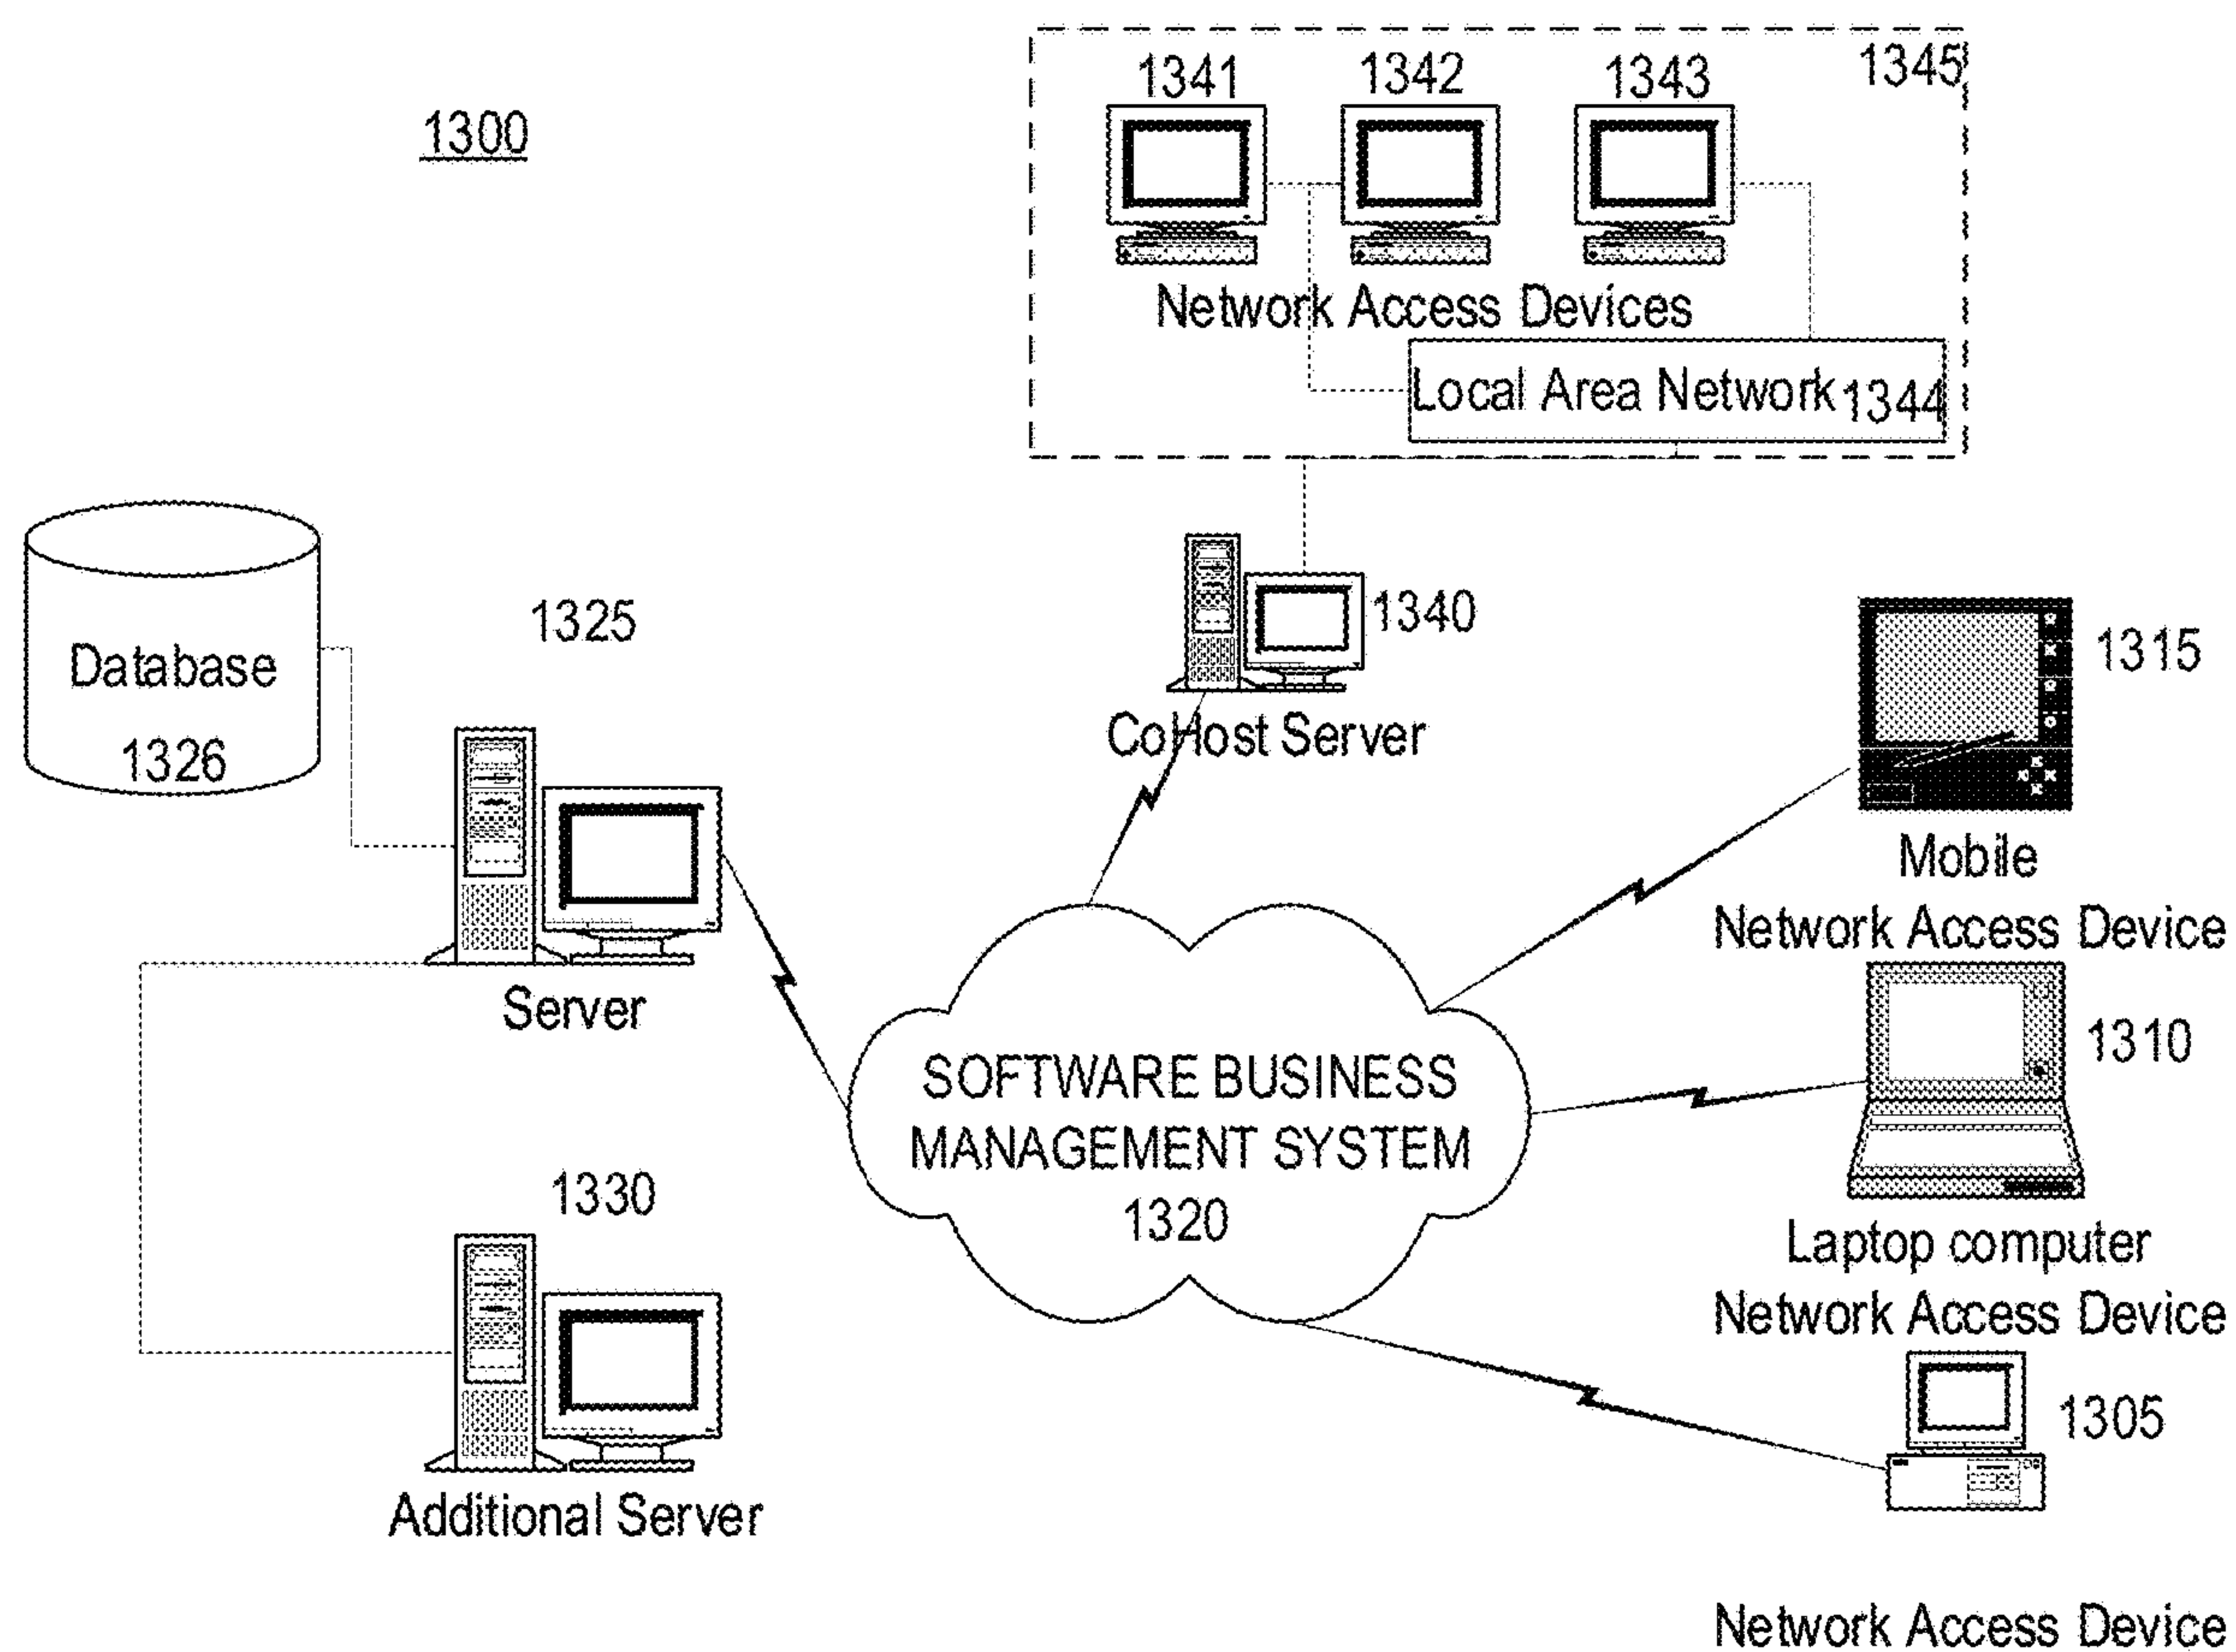 1300
1341 1342 1343 1345
Network Access Devices
Local Area Network 1344
Database
1326
1325
Server
1340
CoHost Server
1315
Mobile
Network Access Device
1310
Laptop computer
Network Access Device
SOFTWARE BUSINESS
MANAGEMENT SYSTEM
1320
1330
Additional Server
1305
Network Access Device